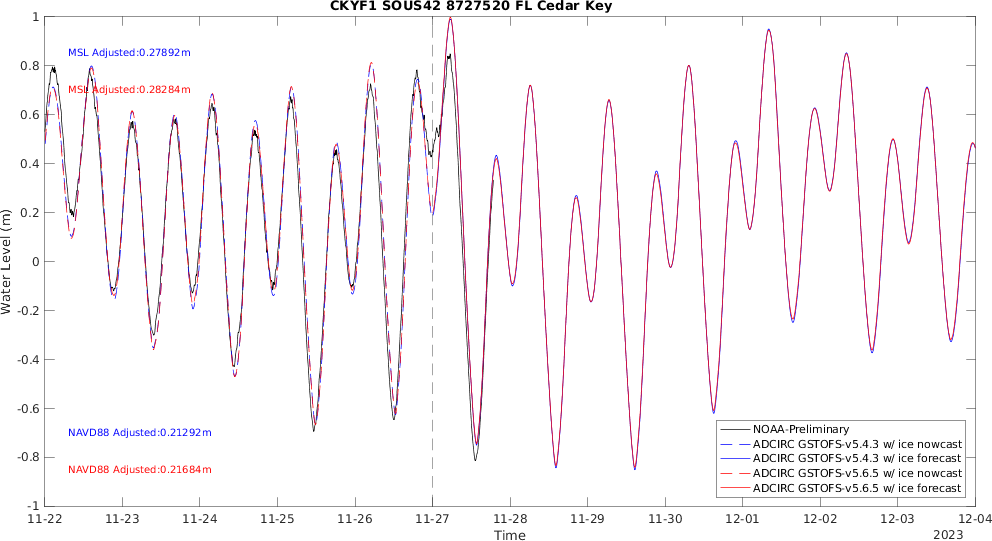 CKYF1 SOUS42 8727520 FL Cedar Key
1
0.8
0.6
0.4
0.2
0
-0.2
-0.4
-0.6
-0.8
-1
Water Level (m)
MSL Adjusted:0.27892m
MSL Adjusted:0.28284m
NAVD88 Adjusted:0.21292m
NAVD88 Adjusted:0.21684m
NOAA-Preliminary
ADCIRC GSTOFS-v5.4.3 w/ ice nowcast
ADCIRC GSTOFS-v5.4.3 w/ ice forecast
ADCIRC GSTOFS-v5.6.5 w/ ice nowcast
ADCIRC GSTOFS-v5.6.5 w/ ice forecast
11-22 11-23 11-24 11-25 11-26 11-27 11-28 11-29 11-30 12-01 12-02 12-03 12-04
Time
2023